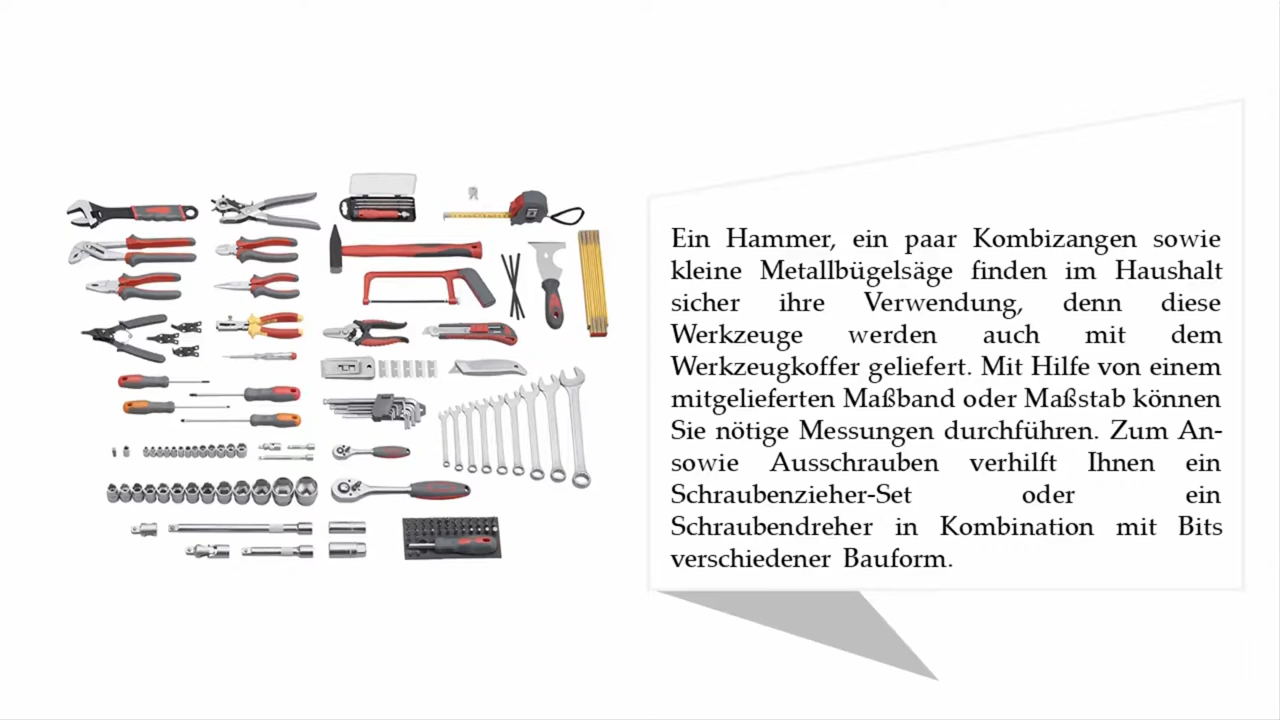 Ein Hammer, ein paar Kombizangen sowie
kleine Metallbügelsäge finden im Haushalt
sicher ihre Verwendung, denn diese
Werkzeuge werden auch mit dem
Werkzeugkoffer geliefert. Mit Hilfe von einem
mitgelieferten Maßband oder Maßstab können
Sie nötige Messungen durchführen. Zum An-
sowie Ausschrauben verhilft Ihnen ein
Schraubenzieher-Set oder ein
Schraubendreher in Kombination mit Bits
verschiedener Bauform.